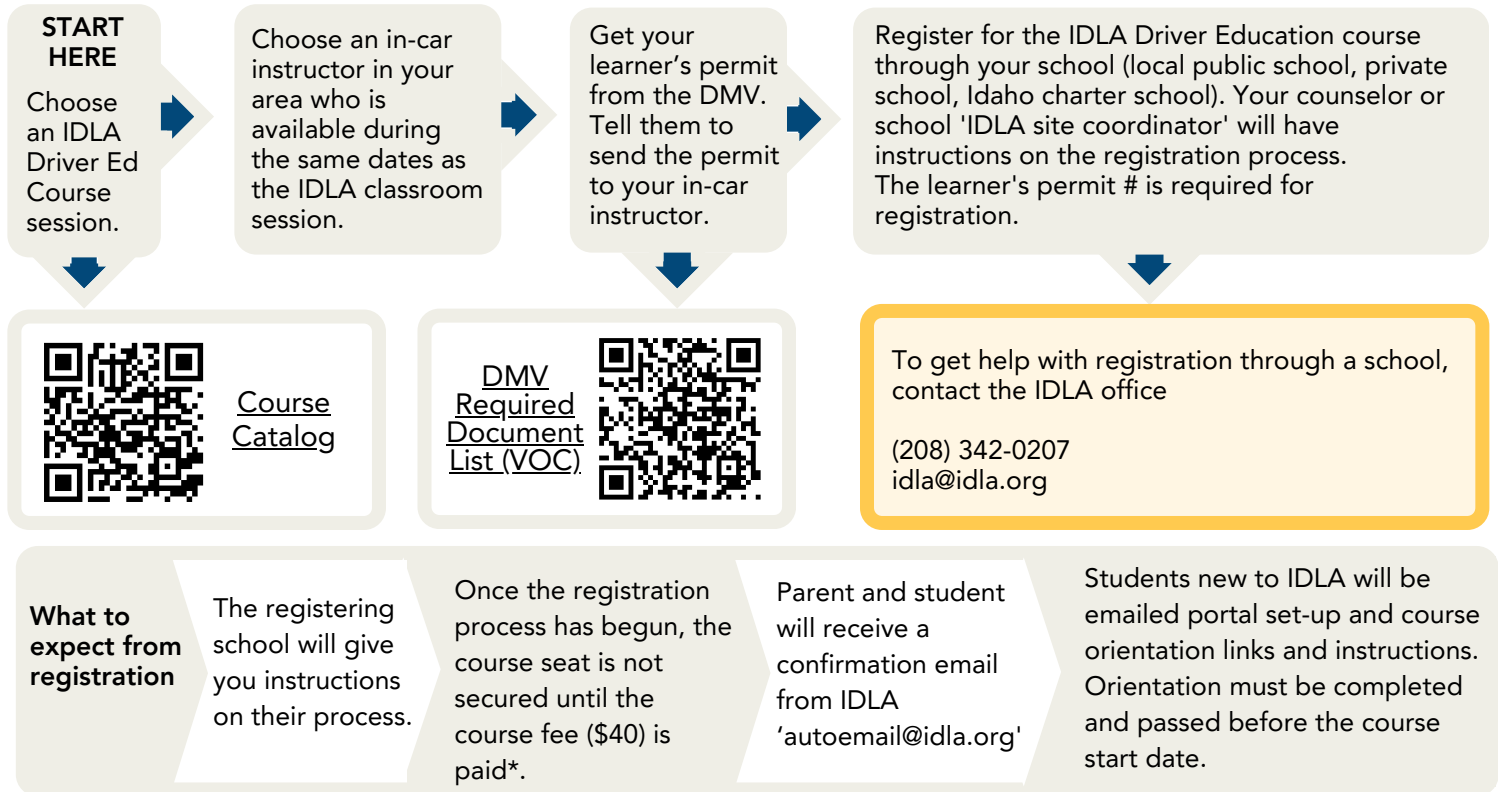 START
HERE
Choose
an IDLA
Driver Ed
Course
session.
Choose an in-car
instructor in your
area who is
available during
the same dates as
the IDLA classroom
session.
Get your
learner’s permit
from the DMV.
Tell them to
send the permit
to your in-car
instructor.
Register for the IDLA Driver Education course
through your school (local public school, private
school, Idaho charter school). Your counselor or
school 'IDLA site coordinator' will have
instructions on the registration process.
The learner's permit # is required for
registration.
Course
Catalog
DMV
Required
Document
List (VOC)
To get help with registration through a school,
contact the IDLA office
(208) 342-0207
idla@idla.org
What to
expect from
registration
The registering
school will give
you instructions
on their process.
Once the registration
process has begun, the
course seat is not
secured until the
course fee ($40) is
paid*.
Parent and student
will receive a
confirmation email
from IDLA
‘autoemail@idla.org'
Students new to IDLA will be
emailed portal set-up and course
orientation links and instructions.
Orientation must be completed
and passed before the course
start date.